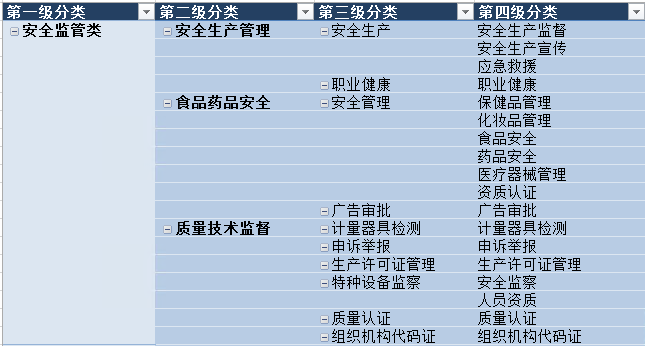 第一级分类 第二级分类 第三级分类 第四级分类
安全监管类 安全生产管理 安全生产 安全生产监督
安全生产宣传
应急救援
职业健康 职业健康
食品药品安全 安全管理 保健品管理
化妆品管理
食品安全
药品安全
医疗器械管理
资质认证
广告审批 广告审批
质量技术监督 计量器具检测 计量器具检测
申诉举报 申诉举报
生产许可证管理 生产许可证管理
特种设备监察 安全监察
人员资质
质量认证 质量认证
组织机构代码证 组织机构代码证